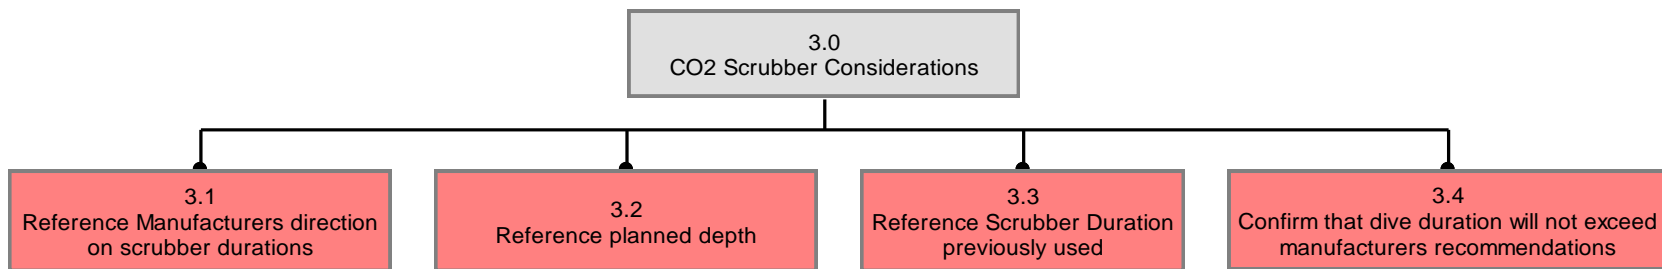 3.0
CO2 Scrubber Considerations
3.1
Reference Manufacturers direction
on scrubber durations
3.2
Reference planned depth
3.3
Reference Scrubber Duration
previously used
3.4
Confirm that dive duration will not exceed
manufacturers recommendations